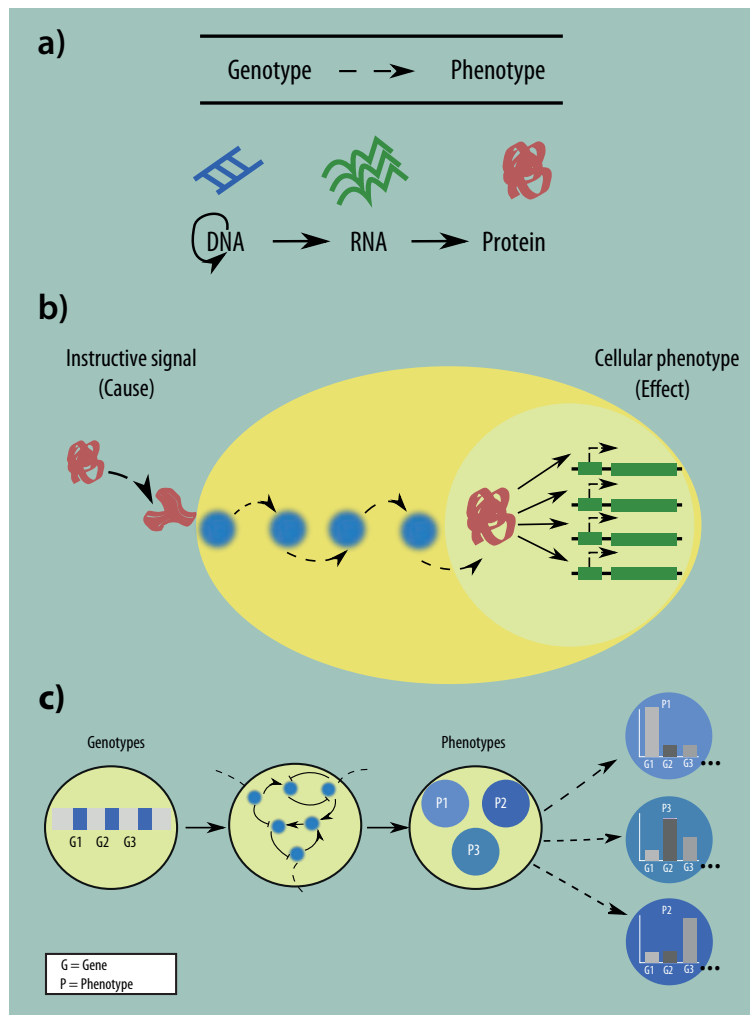 a)
Genotype
Phenotype
DNA
RNA
Protein
b)
Instructive signal
(Cause)
Cellular phenotype
(Effect)
c)
Genotypes
Phenotypes
G1 G2 G3
P1
P2
P3
P1
G1 G2 G3
P3
G1 G2 G3
P2
G1 G2 G3
G = Gene
P = Phenotype